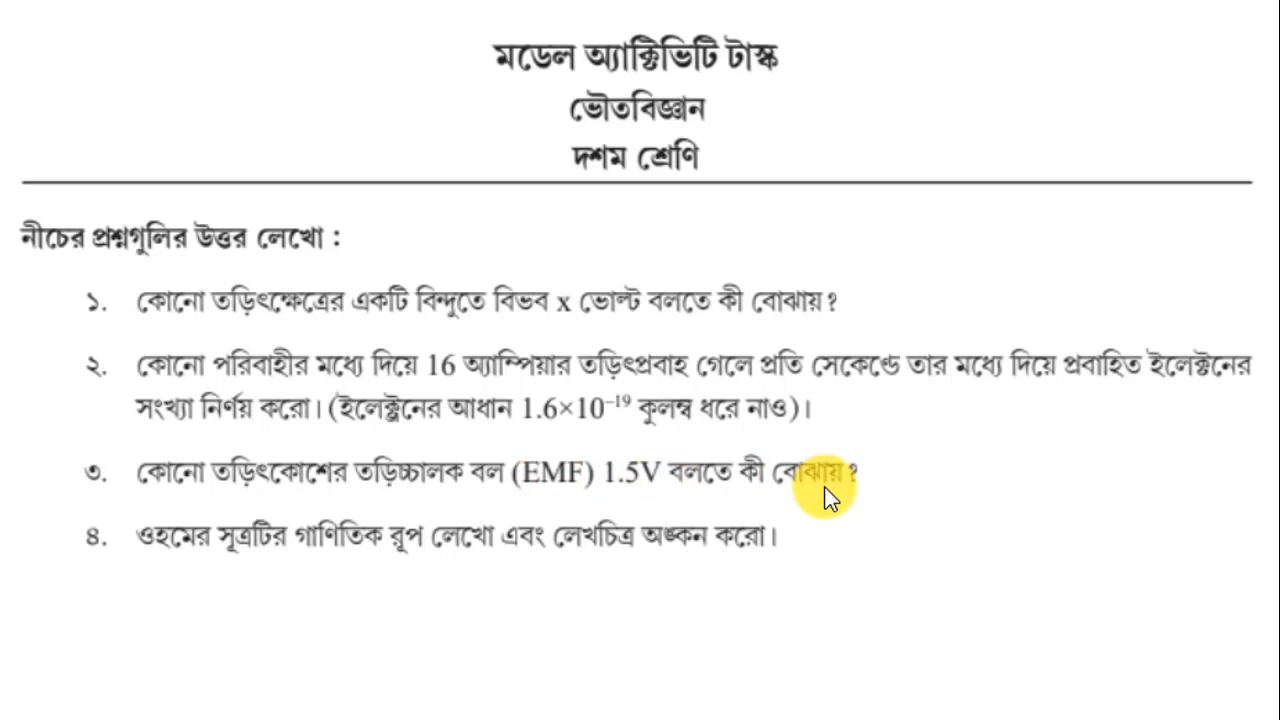 মডেল অ্যাক্টিভিটি টাস্ক
ভৌতবিজ্ঞান
দশম শ্রেণি
নীচের প্রশ্নগুলির উত্তর লেখো :
১. কোনো তড়িৎক্ষেত্রের একটি বিন্দুতে বিভব x ভোল্ট বলতে কী বোঝায় ?
২. কোনো পরিবাহীর মধ্যে দিয়ে 16 অ্যাম্পিয়ার তড়িৎপ্রবাহ গেলে প্রতি সেকেন্ডে তার মধ্যে দিয়ে প্রবাহিত ইলেকট্রনের
সংখ্যা নির্ণয় করো। (ইলেকট্রনের আধান 1.6×10⁻¹⁹ কুলম্ব ধরে নাও)।
৩. কোনো তড়িৎকোশের তড়িচ্চালক বল (EMF) 1.5V বলতে কী বোঝায় ?
৪. ওহমের সূত্রটির গাণিতিক রূপ লেখো এবং লেখচিত্র অঙ্কন করো।